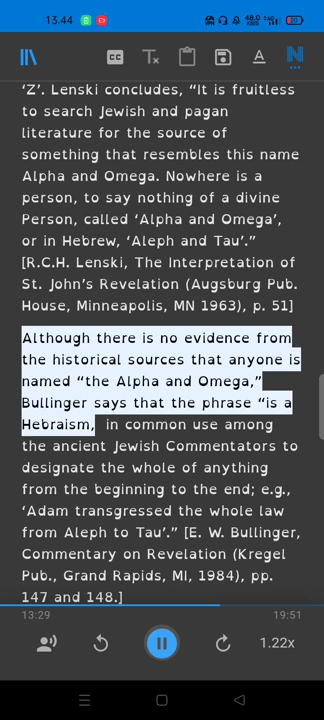 13.44
48.0
CC
A
N
'Z'. Lenski concludes, “It is fruitless
to search Jewish and pagan
literature for the source of
something that resembles this name
Alpha and Omega. Nowhere is a
person, to say nothing of a divine
Person, called ‘Alpha and Omega’,
or in Hebrew, ‘Aleph and Tau’.”
[R.C.H. Lenski, The Interpretation of
St. John’s Revelation (Augsburg Pub.
House, Minneapolis, MN 1963), p. 51]
Although there is no evidence from
the historical sources that anyone is
named “the Alpha and Omega,”
Bullinger says that the phrase “is a
Hebraism, in common use among
the ancient Jewish Commentators to
designate the whole of anything
from the beginning to the end; e.g.,
‘Adam transgressed the whole law
from Aleph to Tau’.” [E. W. Bullinger,
Commentary on Revelation (Kregel
Pub., Grand Rapids, MI, 1984), pp.
147 and 148.]
13:29 19:51
1.22x